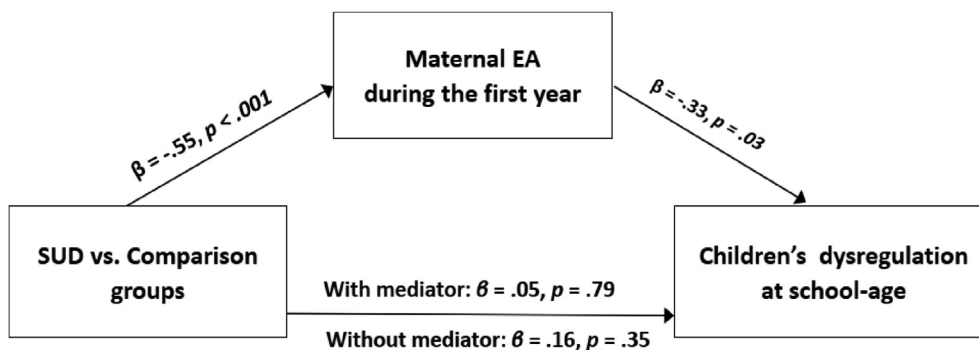 Maternal EA
during the first year
β = -.55, p < .001
β = -.33, p = .03
SUD vs. Comparison
groups
Children's dysregulation
at school-age
With mediator: β = .05, p = .79
Without mediator: β = .16, p = .35